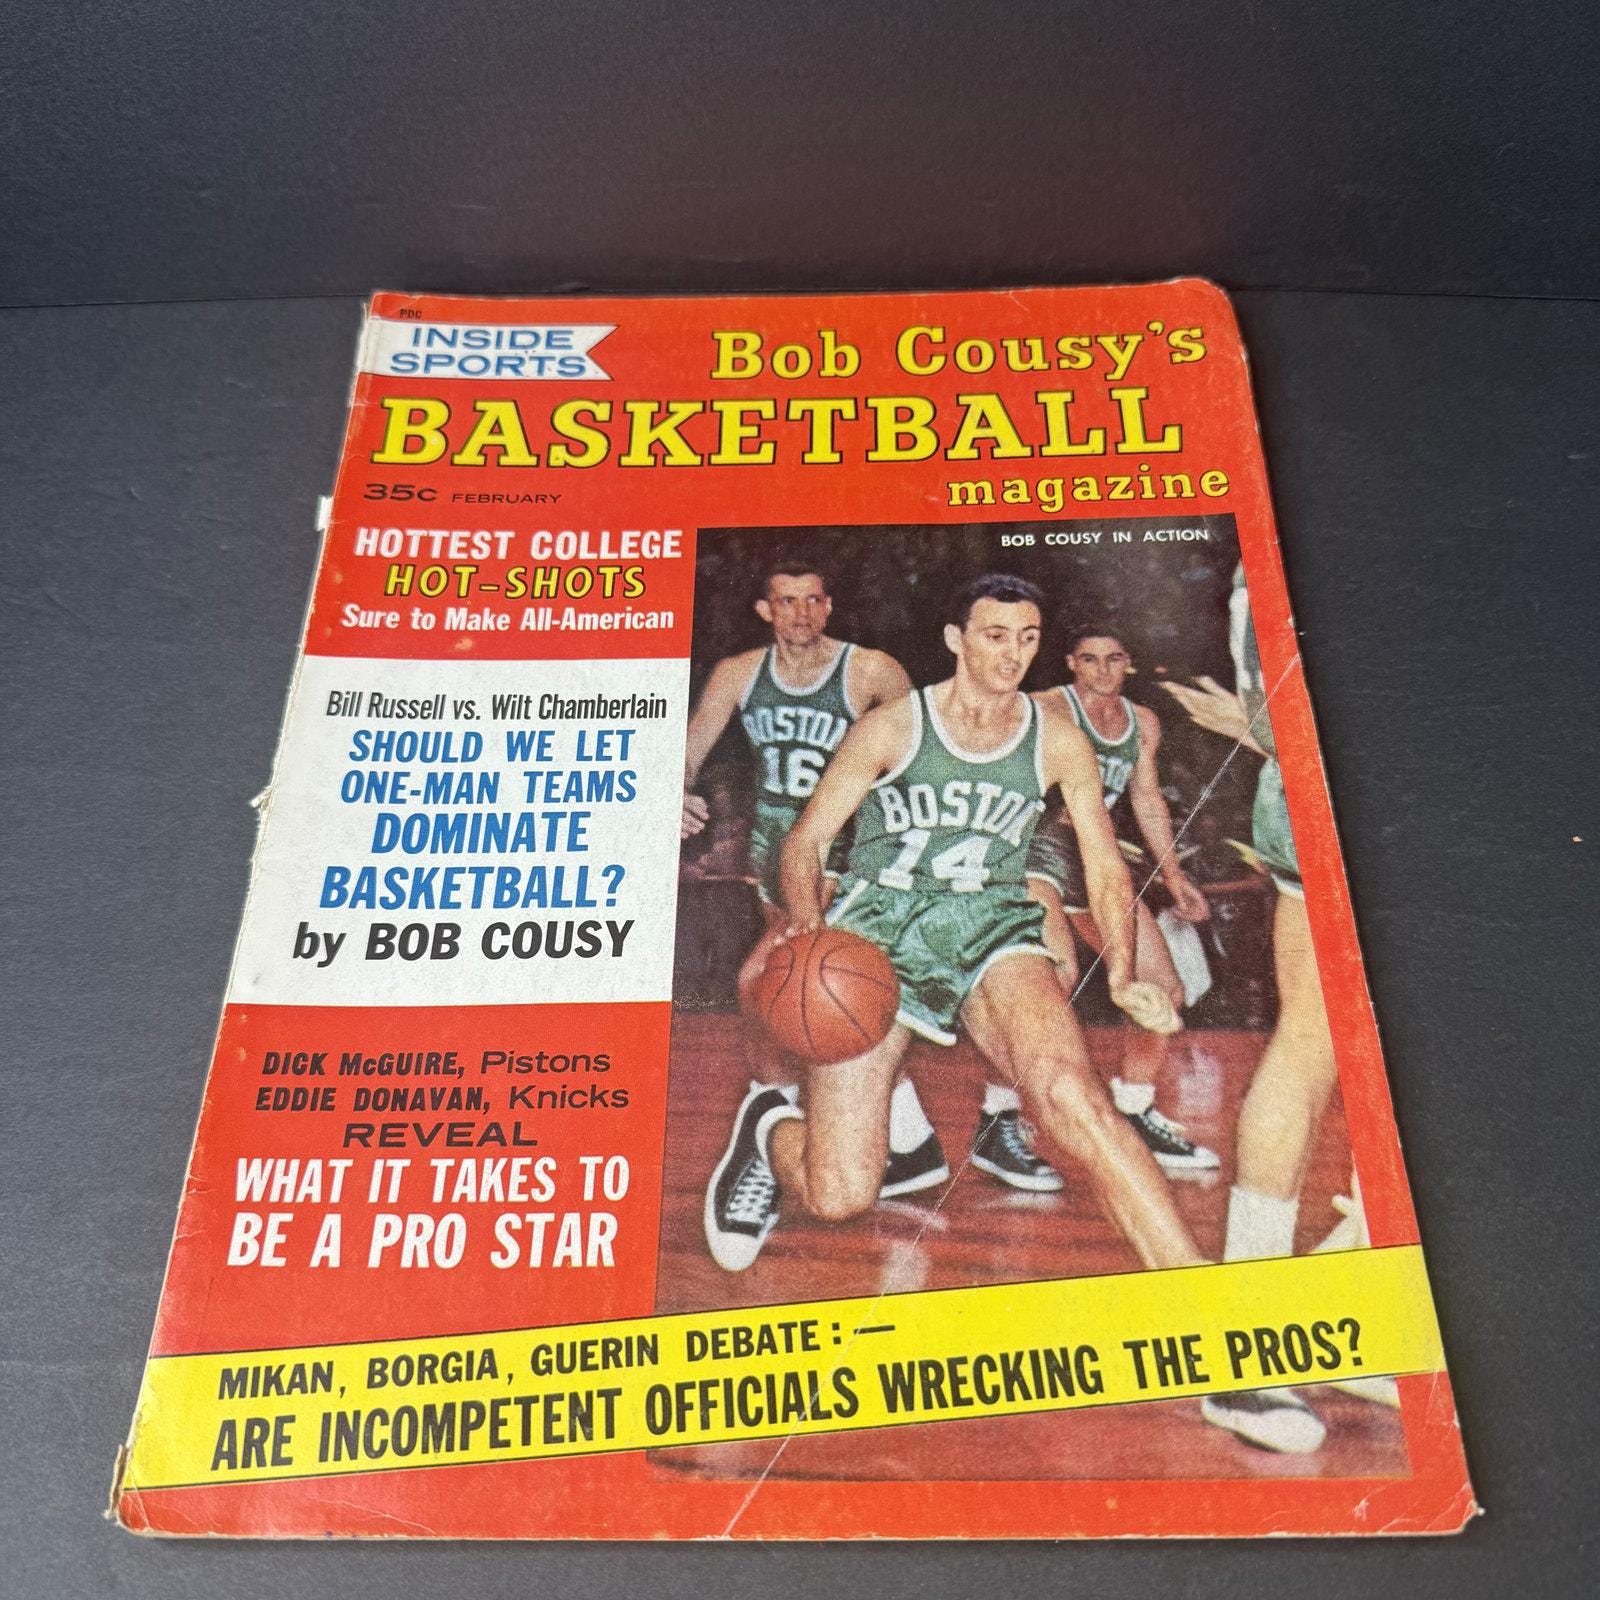 PDC
INSIDE
SPORTS
Bob Cousy's
BASKETBALL
magazine
35c FEBRUARY
HOTTEST COLLEGE
HOT-SHOTS
Sure to Make All-American
BOB COUSY IN ACTION
Bill Russell vs. Wilt Chamberlain
SHOULD WE LET
ONE-MAN TEAMS
DOMINATE
BASKETBALL?
by BOB COUSY
BOSTON
16
BOSTON
14
DICK McGUIRE, Pistons
EDDIE DONAVAN, Knicks
REVEAL
WHAT IT TAKES TO
BE A PRO STAR
MIKAN, BORGIA, GUERIN DEBATE:—
ARE INCOMPETENT OFFICIALS WRECKING THE PROS?